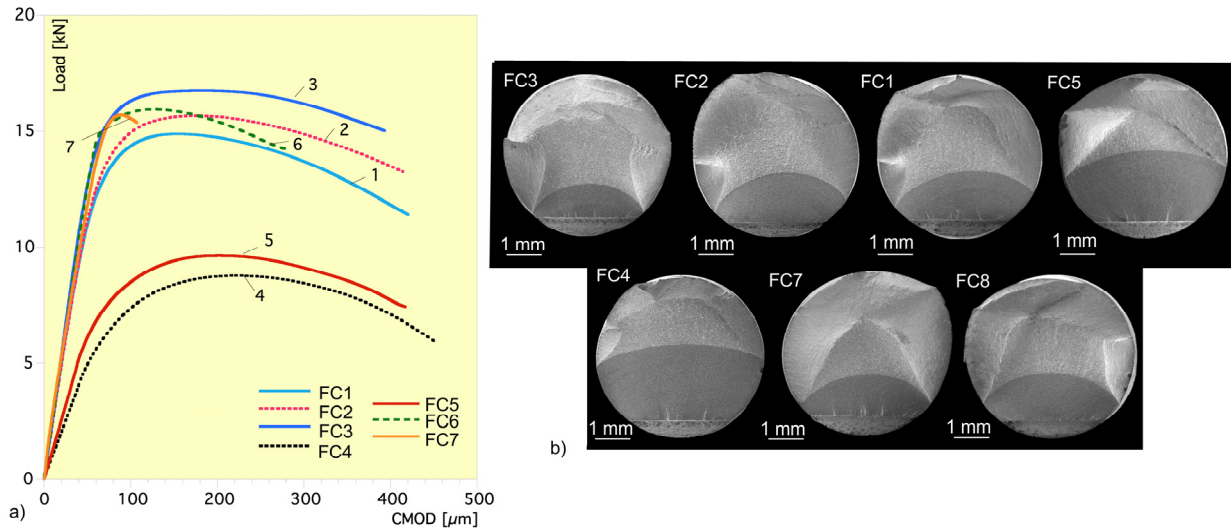 20
15
10
5
0
Load [kN]
3
2
6
7
1
5
4
FC1
FC2
FC3
FC4
FC5
FC6
FC7
0
100
200
300
400
500
CMOD [µm]
a)
FC3
1 mm
FC2
1 mm
FC1
1 mm
FC5
1 mm
FC4
1 mm
FC7
1 mm
FC8
1 mm
b)